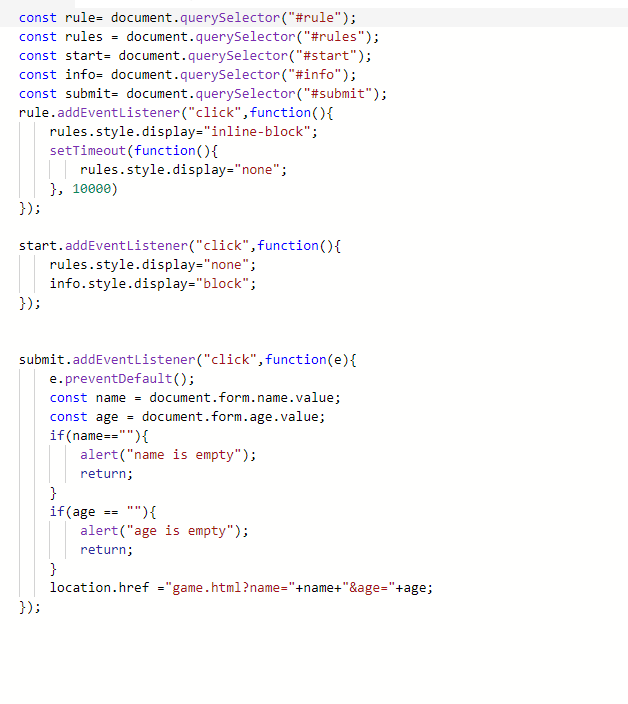 const rule= document.querySelector("#rule");
const rules = document.querySelector("#rules");
const start= document.querySelector("#start");
const info= document.querySelector("#info");
const submit= document.querySelector("#submit");
rule.addEventListener("click",function(){
    rules.style.display="inline-block";
    setTimeout(function(){
        rules.style.display="none";
    }, 10000)
});
start.addEventListener("click",function(){
    rules.style.display="none";
    info.style.display="block";
});
submit.addEventListener("click",function(e){
    e.preventDefault();
    const name = document.form.name.value;
    const age = document.form.age.value;
    if(name==""){
        alert("name is empty");
        return;
    }
    if(age == ""){
        alert("age is empty");
        return;
    }
    location.href ="game.html?name="+name+"&age="+age;
});